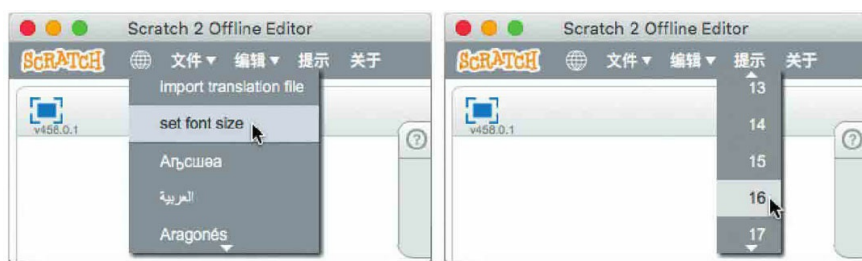 Scratch 2 Offline Editor
SCRATCH 文件▼ 编辑▼ 提示 关于
import translation file
v458.0.1
set font size
?
Аҧсшәа
العربية
Aragonés
Scratch 2 Offline Editor
SCRATCH 文件▼ 编辑▼ 提示 关于
13
v458.0.1
14
?
15
16
17